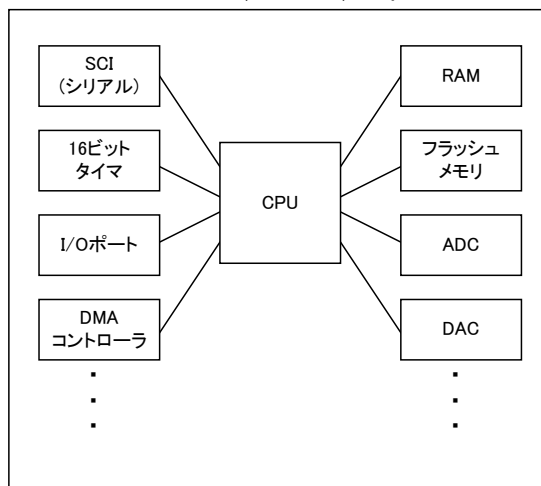 SCI
(シリアル)
16ビット
タイマ
I/Oポート
DMA
コントローラ
CPU
RAM
フラッシュ
メモリ
ADC
DAC